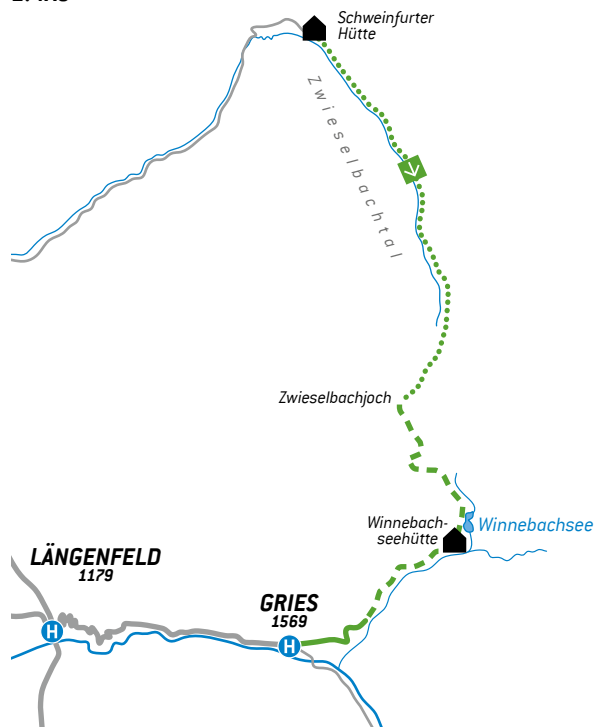 Schweinfurter
Hütte
Zwieselbachtal
Zwieselbachjoch
Winnebach-
seehütte
Winnebachsee
LÄNGENFELD
1179
GRIES
1569
H
H